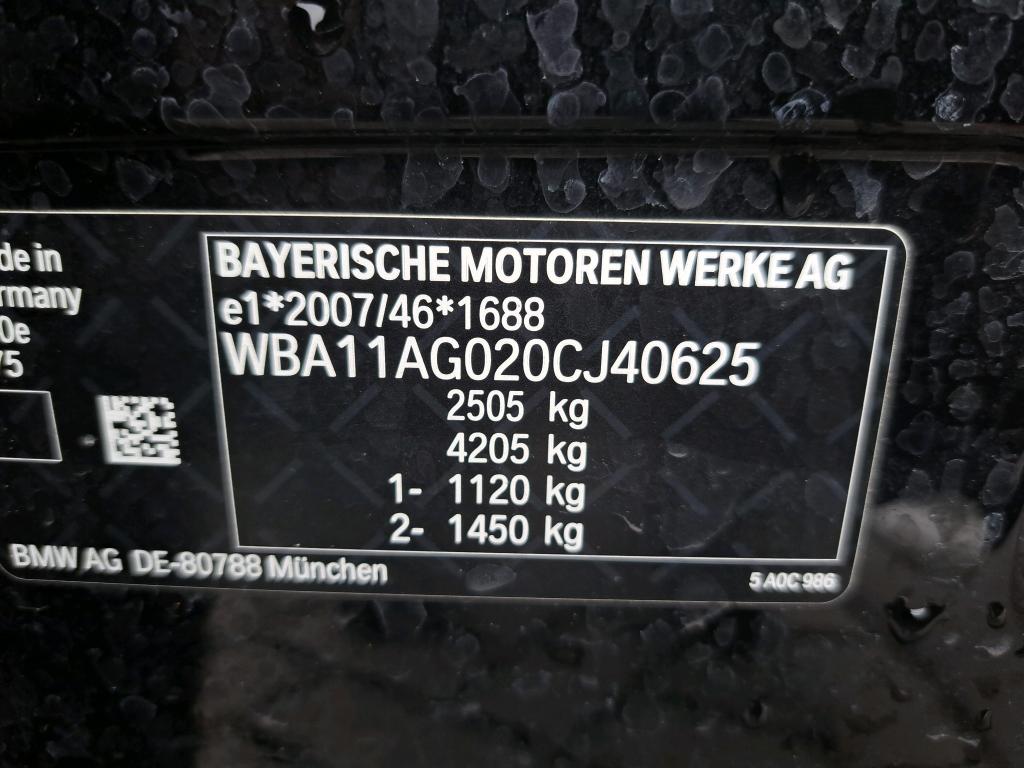 de in
rmany
0e
75
BAYERISCHE MOTOREN WERKE AG
e1*2007/46*1688
WBA11AG020CJ40625
2505 kg
4205 kg
1- 1120 kg
2- 1450 kg
BMW AG DE-80788 München
5 A0C 986